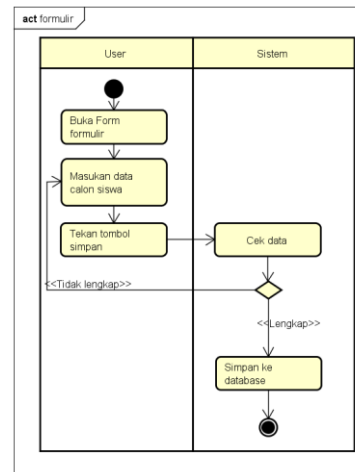 act formulir
User
Sistem
Buka Form
formulir
Masukan data
calon siswa
Tekan tombol
simpan
Cek data
<<Tidak lengkap>>
<<Lengkap>>
Simpan ke
database